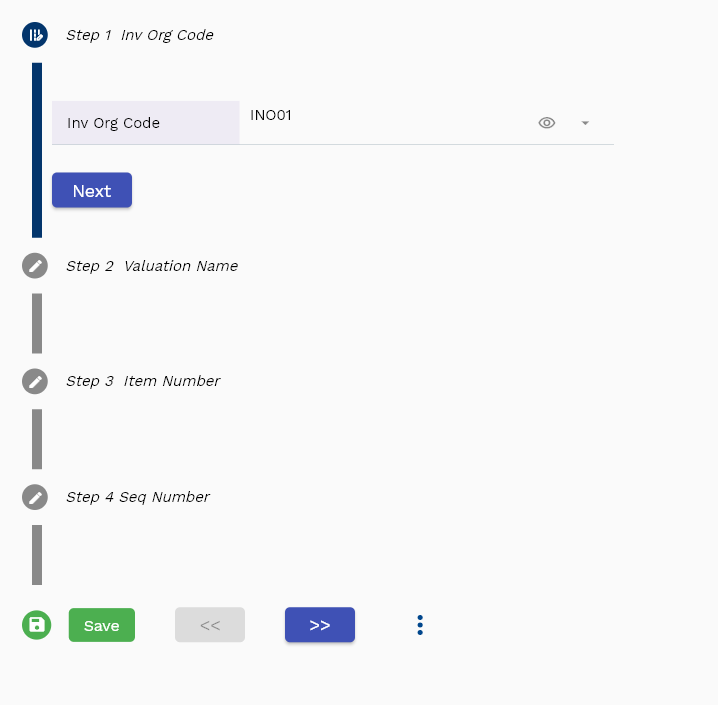 Step 1 Inv Org Code
Inv Org Code INO01
Next
Step 2 Valuation Name
Step 3 Item Number
Step 4 Seq Number
Save << >>